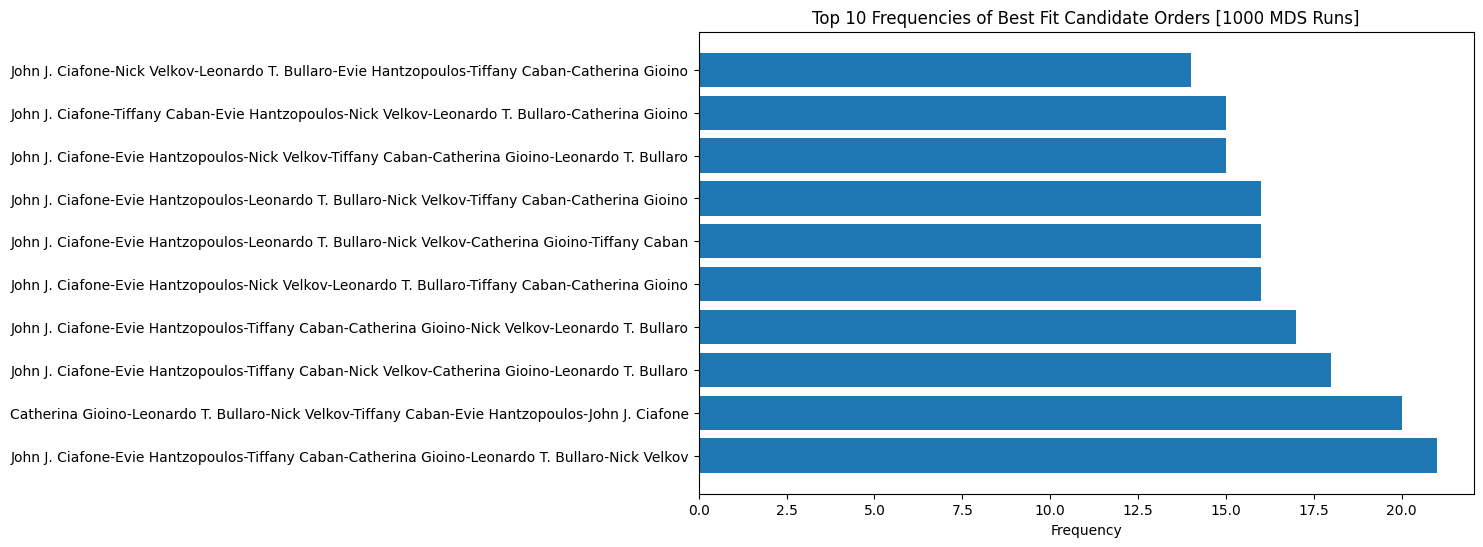 Top 10 Frequencies of Best Fit Candidate Orders [1000 MDS Runs]
John J. Ciafone-Nick Velkov-Leonardo T. Bullaro-Evie Hantzopoulos-Tiffany Caban-Catherina Gioino
John J. Ciafone-Tiffany Caban-Evie Hantzopoulos-Nick Velkov-Leonardo T. Bullaro-Catherina Gioino
John J. Ciafone-Evie Hantzopoulos-Nick Velkov-Tiffany Caban-Catherina Gioino-Leonardo T. Bullaro
John J. Ciafone-Evie Hantzopoulos-Leonardo T. Bullaro-Nick Velkov-Tiffany Caban-Catherina Gioino
John J. Ciafone-Evie Hantzopoulos-Leonardo T. Bullaro-Nick Velkov-Catherina Gioino-Tiffany Caban
John J. Ciafone-Evie Hantzopoulos-Nick Velkov-Leonardo T. Bullaro-Tiffany Caban-Catherina Gioino
John J. Ciafone-Evie Hantzopoulos-Tiffany Caban-Catherina Gioino-Nick Velkov-Leonardo T. Bullaro
John J. Ciafone-Evie Hantzopoulos-Tiffany Caban-Nick Velkov-Catherina Gioino-Leonardo T. Bullaro
Catherina Gioino-Leonardo T. Bullaro-Nick Velkov-Tiffany Caban-Evie Hantzopoulos-John J. Ciafone
John J. Ciafone-Evie Hantzopoulos-Tiffany Caban-Catherina Gioino-Leonardo T. Bullaro-Nick Velkov
0.0 2.5 5.0 7.5 10.0 12.5 15.0 17.5 20.0
Frequency